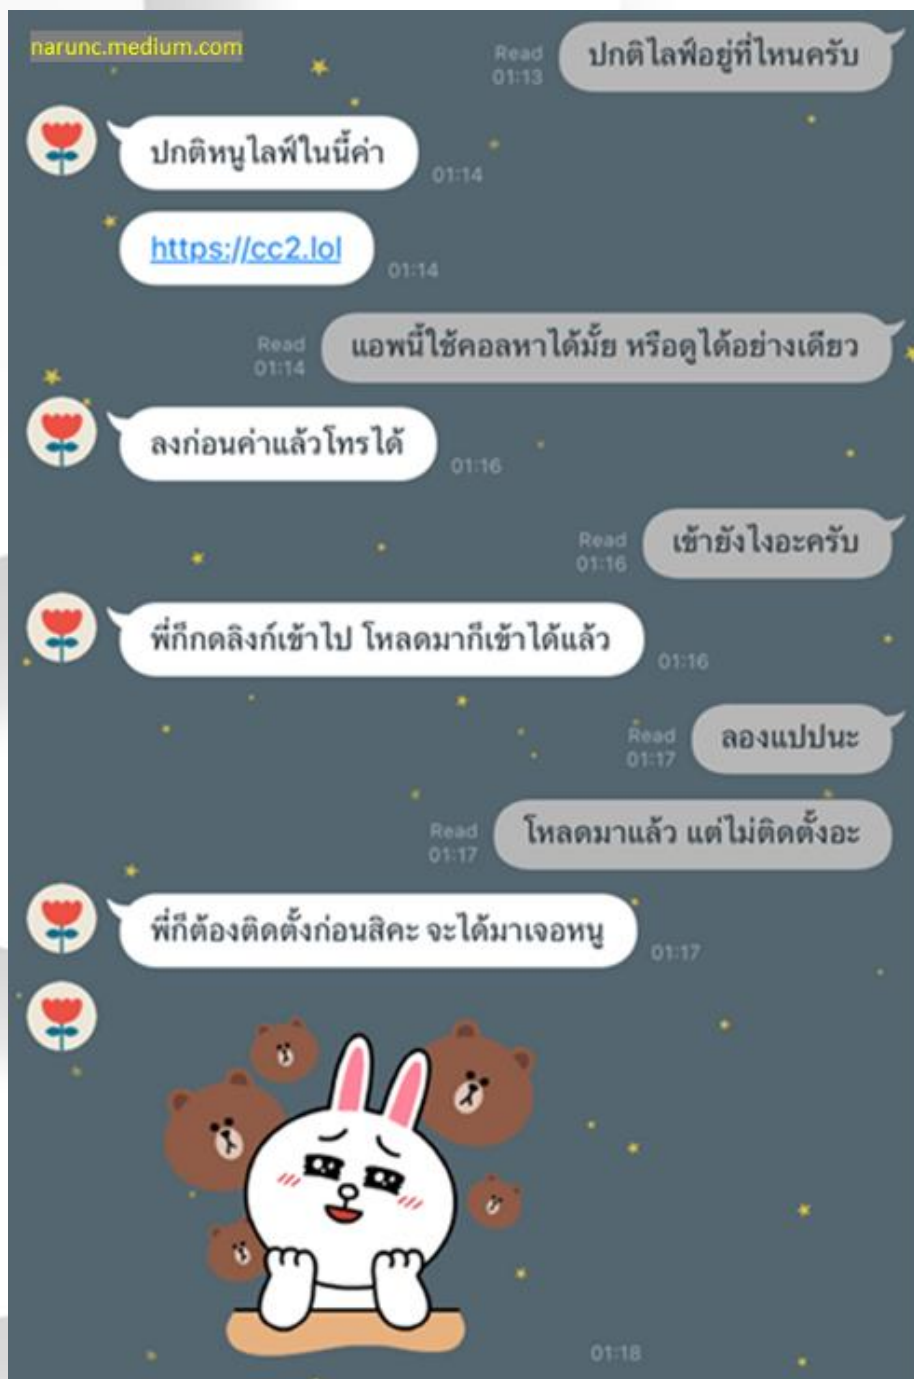 narunc.medium.com
ปกติไลฟ์อยู่ที่ไหนครับ
Read
01:13
ปกติหนูไลฟ์ในนี้ค่า
01:14
https://cc2.lol
01:14
แอพนี้ใช้คอลหาได้มั้ย หรือดูได้อย่างเดียว
Read
01:14
ลงก่อนค่าแล้วโทรได้
01:16
เข้ายังไงอะครับ
Read
01:16
พี่ก็กดลิงก์เข้าไป โหลดมาก็เข้าได้แล้ว
01:16
ลองแปปนะ
Read
01:17
โหลดมาแล้ว แต่ไม่ติดตั้งอะ
Read
01:17
พี่ก็ต้องติดตั้งก่อนสิคะ จะได้มาเจอหนู
01:17
01:18